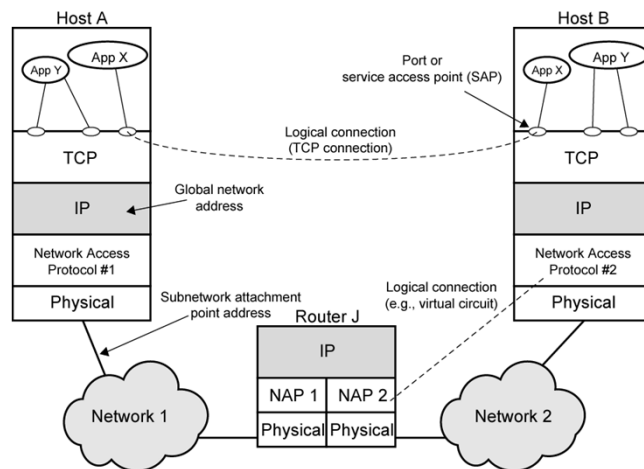 Host A
App Y
App X
TCP
IP
Network Access
Protocol #1
Physical
Host B
App X
App Y
TCP
IP
Network Access
Protocol #2
Physical
Port or
service access point (SAP)
Logical connection
(TCP connection)
Global network
address
Subnetwork attachment
point address
Logical connection
(e.g., virtual circuit)
Router J
IP
NAP 1
NAP 2
Physical
Physical
Network 1
Network 2